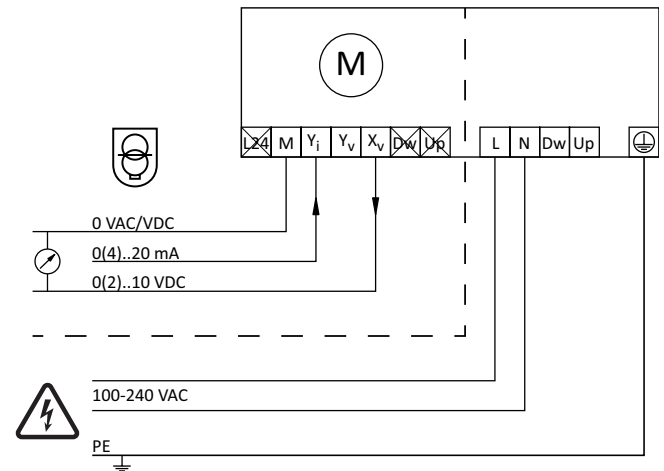 M
L24 M Yi Yv Xv Dw Up L N Dw Up
0 VAC/VDC
0(4)..20 mA
0(2)..10 VDC
100-240 VAC
PE